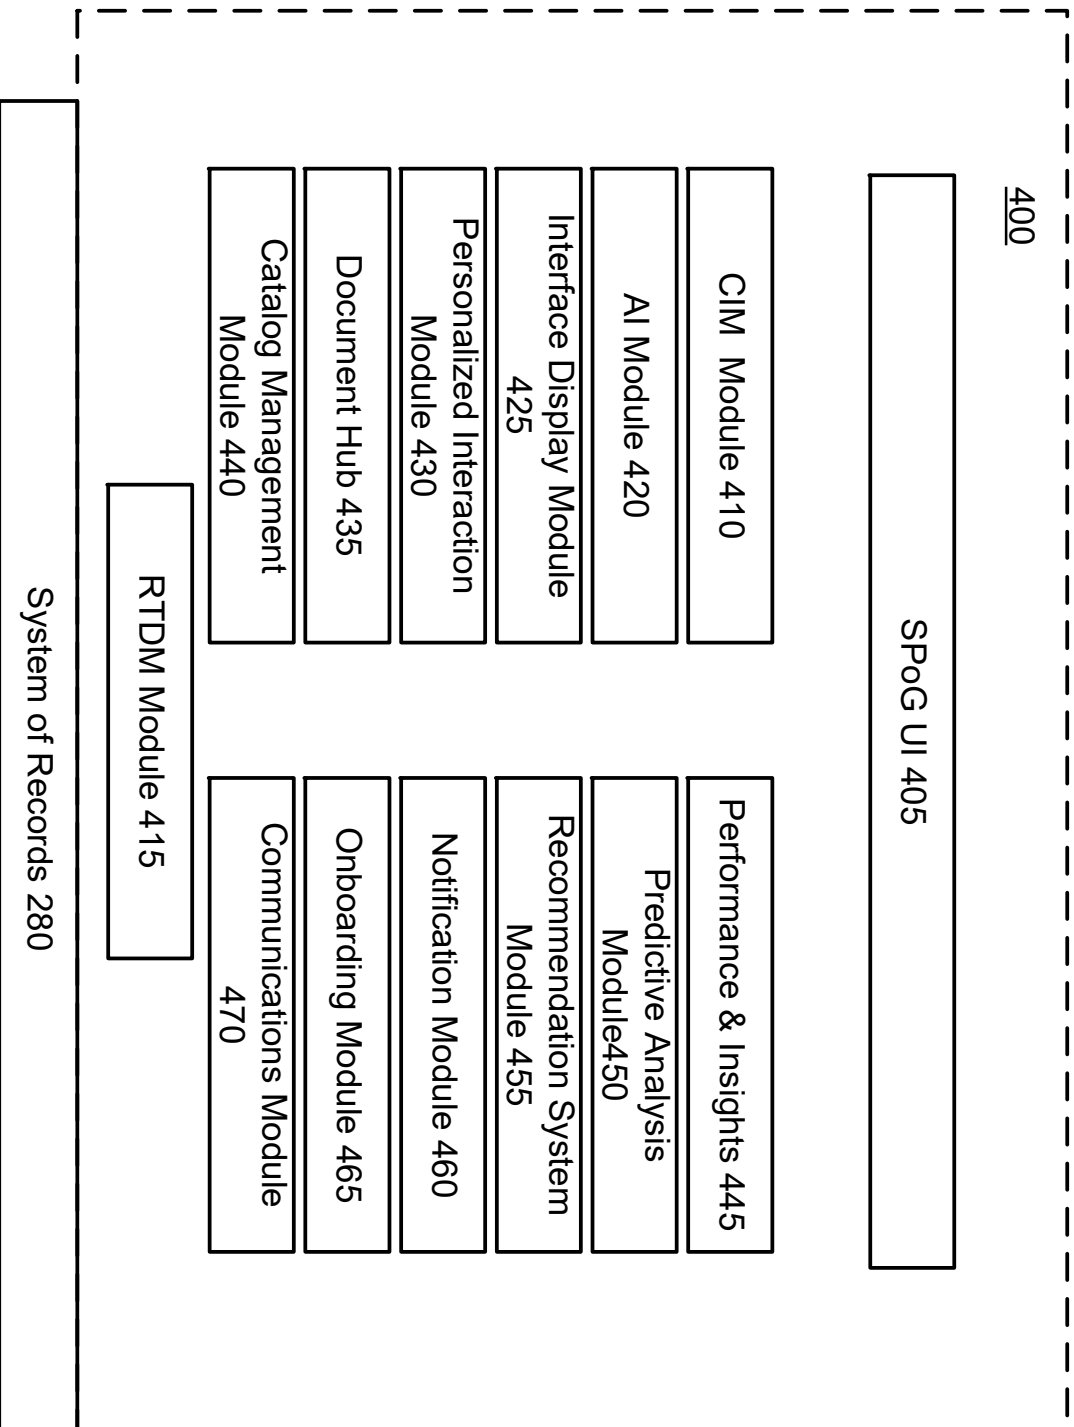 400
SPoG UI 405
CIM Module 410
AI Module 420
Interface Display Module
425
Personalized Interaction
Module 430
Document Hub 435
Catalog Management
Module 440
Performance & Insights 445
Predictive Analysis
Module450
Recommendation System
Module 455
Notification Module 460
Onboarding Module 465
Communications Module
470
RTDM Module 415
System of Records 280